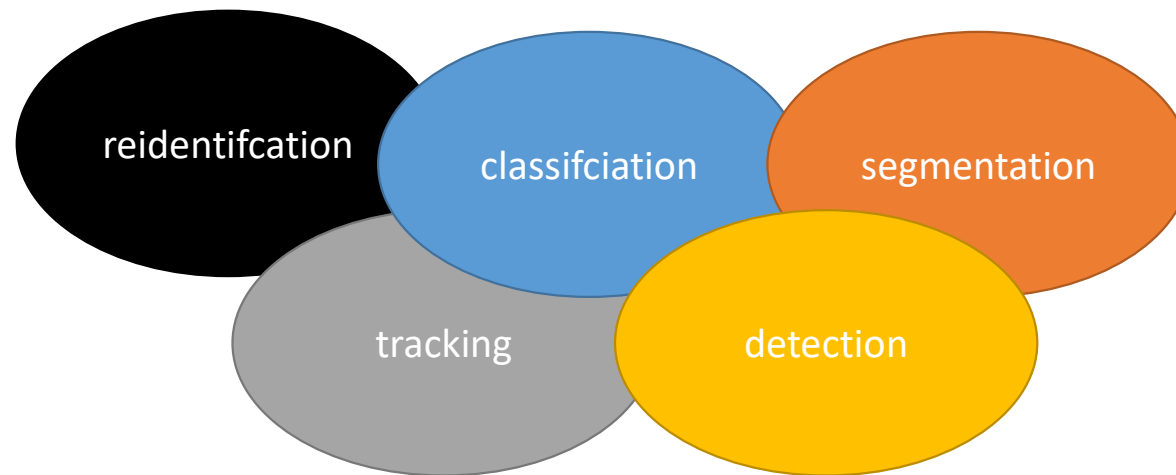 reidentifcation
classifciation
segmentation
tracking
detection